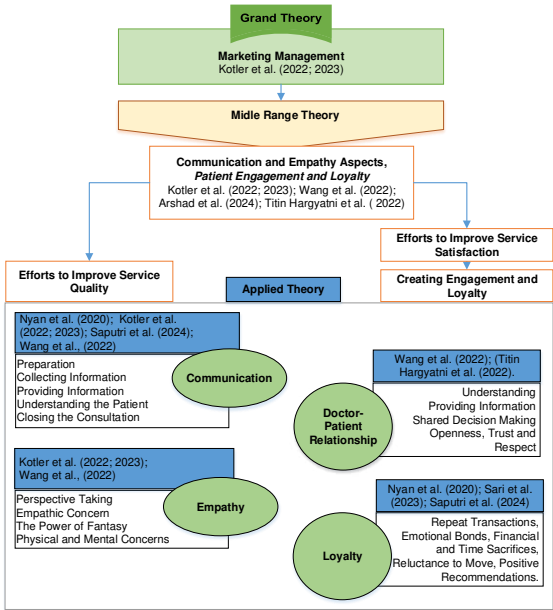 Grand Theory
Marketing Management
Kotler et al. (2022; 2023)
Midle Range Theory
Communication and Empathy Aspects,
Patient Engagement and Loyalty
Kotler et al. (2022; 2023); Wang et al. (2022);
Arshad et al. (2024); Titin Hargyatni et al. ( 2022)
Efforts to Improve Service
Satisfaction
Efforts to Improve Service
Quality
Creating Engagement and
Loyalty
Applied Theory
Nyan et al. (2020); Kotler et al.
(2022; 2023); Saputri et al. (2024);
Wang et al., (2022)
Preparation
Collecting Information
Providing Information
Understanding the Patient
Closing the Consultation
Communication
Wang et al. (2022); (Titin
Hargyatni et al. (2022).
Understanding
Providing Information
Shared Decision Making
Openness, Trust and
Respect
Doctor-
Patient
Relationship
Kotler et al. (2022; 2023);
Wang et al., (2022)
Perspective Taking
Empathic Concern
The Power of Fantasy
Physical and Mental Concerns
Empathy
Nyan et al. (2020); Sari et al.
(2023); Saputri et al. (2024)
Repeat Transactions,
Emotional Bonds, Financial
and Time Sacrifices,
Reluctance to Move, Positive
Recommendations.
Loyalty